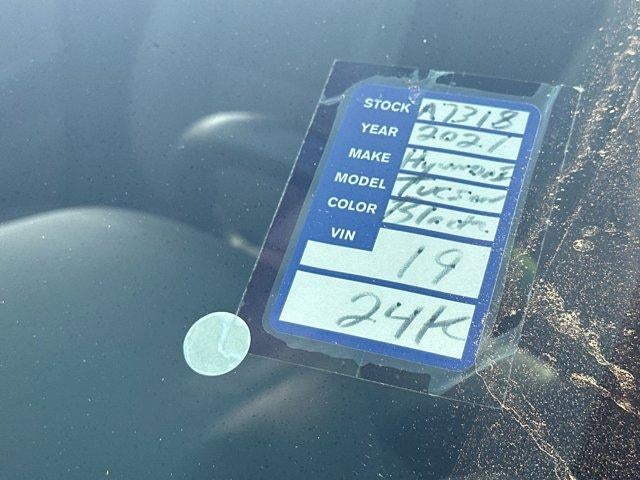 STOCK A7318
YEAR 2021
MAKE Hyundai
MODEL Tucson
COLOR Black
VIN 19
24K